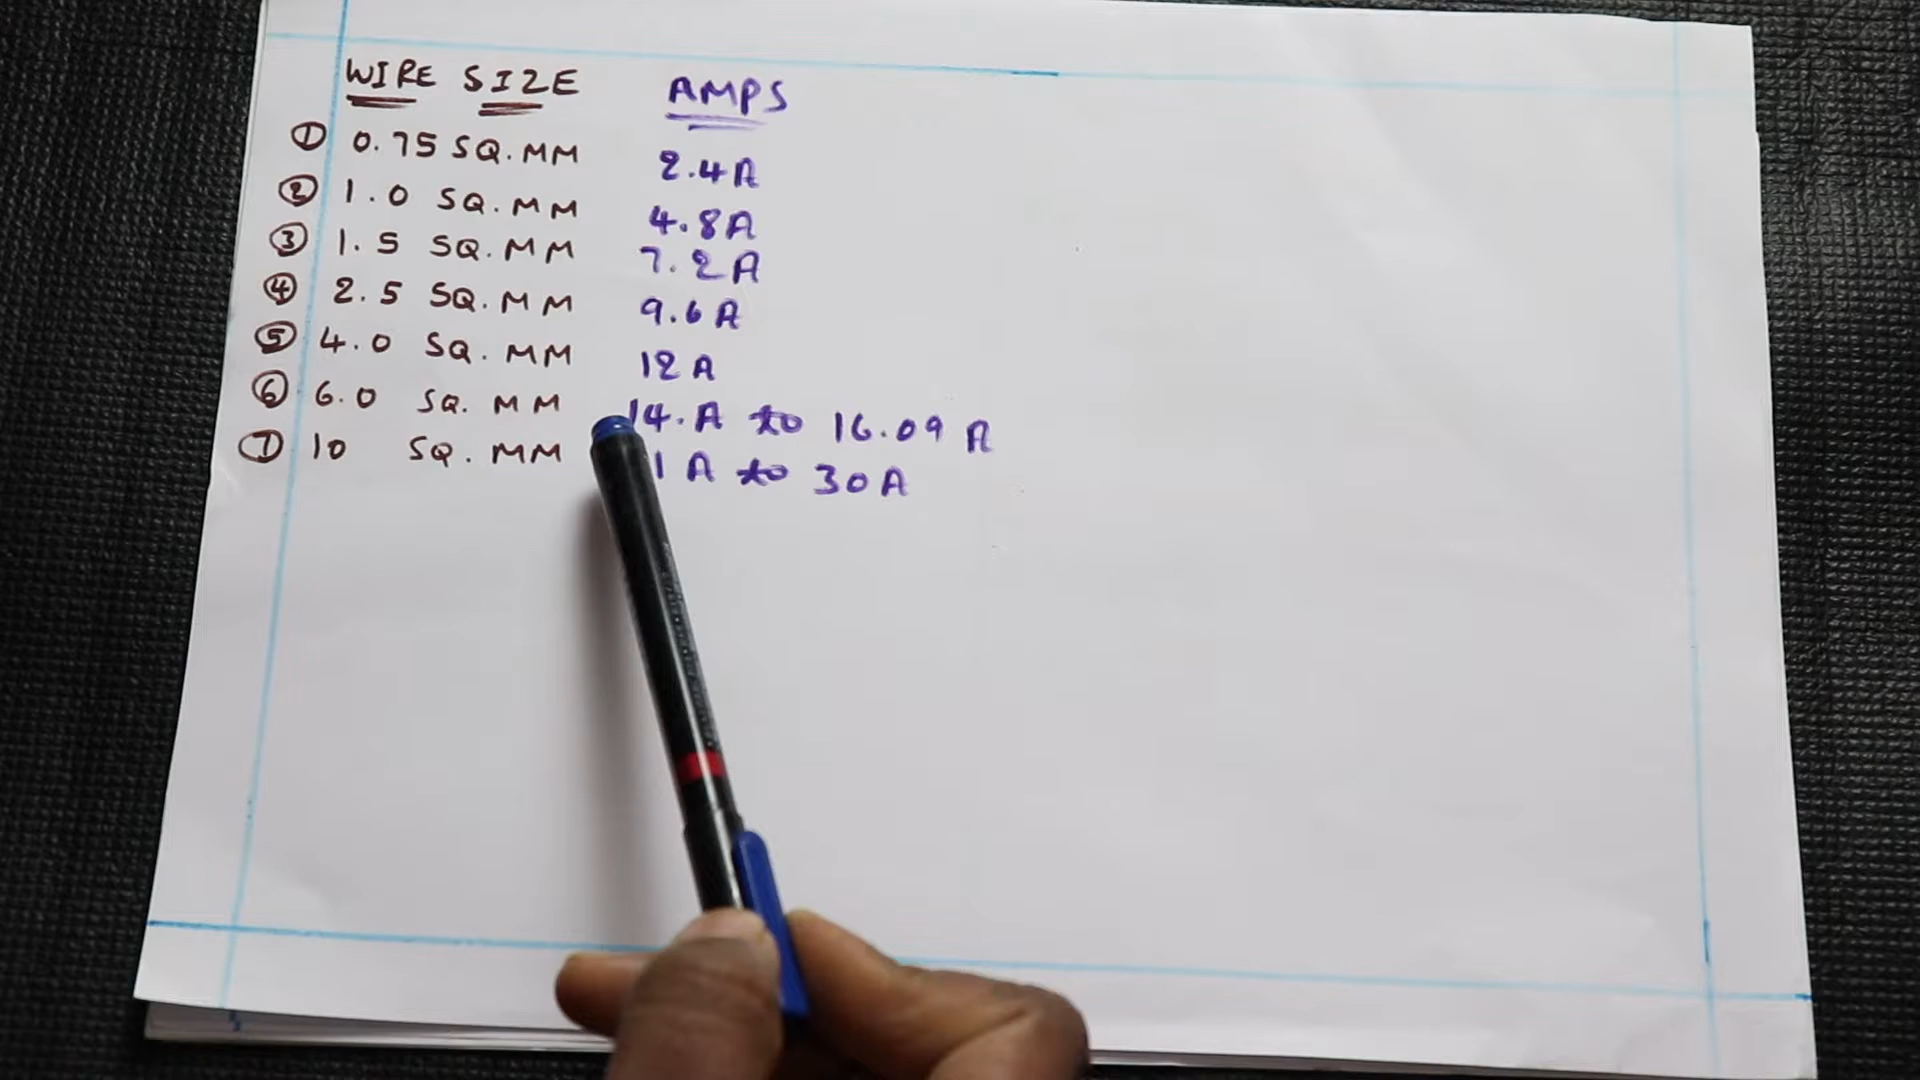 WIRE SIZE AMPS
① 0.75 SQ.MM 2.4A
② 1.0 SQ.MM 4.8A
③ 1.5 SQ.MM 7.2A
④ 2.5 SQ.MM 9.6A
⑤ 4.0 SQ.MM 12A
⑥ 6.0 SQ.MM 14.A to 16.09A
⑦ 10 SQ.MM to 30A